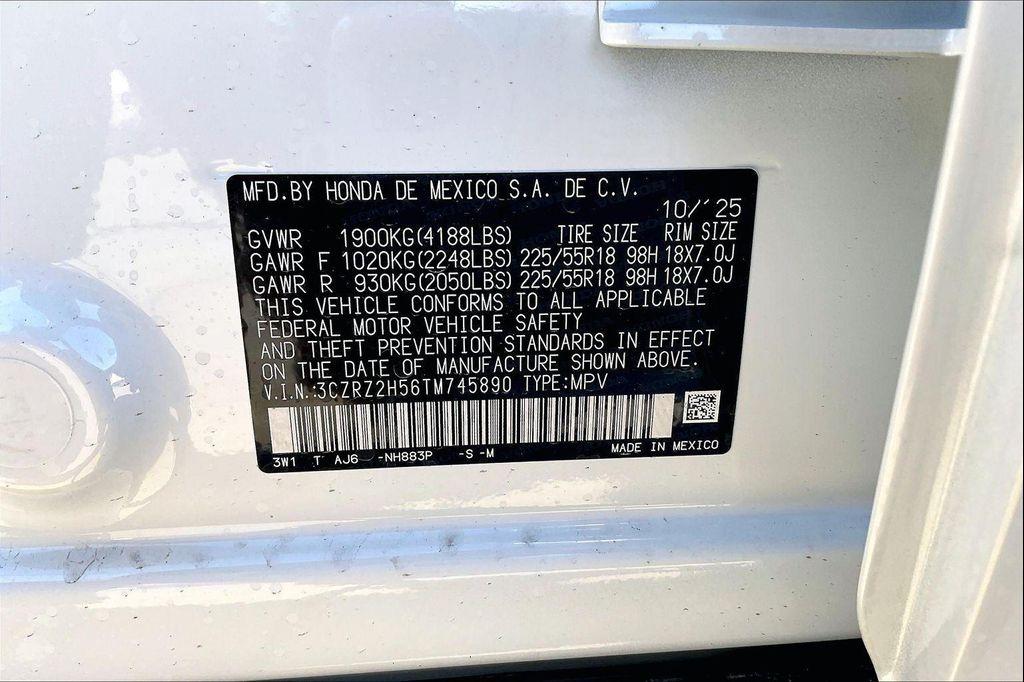 MFD.BY HONDA DE MEXICO S.A. DE C.V.
10/'25
GVWR 1900KG(4188LBS) TIRE SIZE RIM SIZE
GAWR F 1020KG(2248LBS) 225/55R18 98H 18X7.0J
GAWR R 930KG(2050LBS) 225/55R18 98H 18X7.0J
THIS VEHICLE CONFORMS TO ALL APPLICABLE
FEDERAL MOTOR VEHICLE SAFETY
AND THEFT PREVENTION STANDARDS IN EFFECT
ON THE DATE OF MANUFACTURE SHOWN ABOVE.
V.I.N.:3CZRZ2H56TM745890 TYPE:MPV
3W1 T AJ6 -NH883P -S -M MADE IN MEXICO